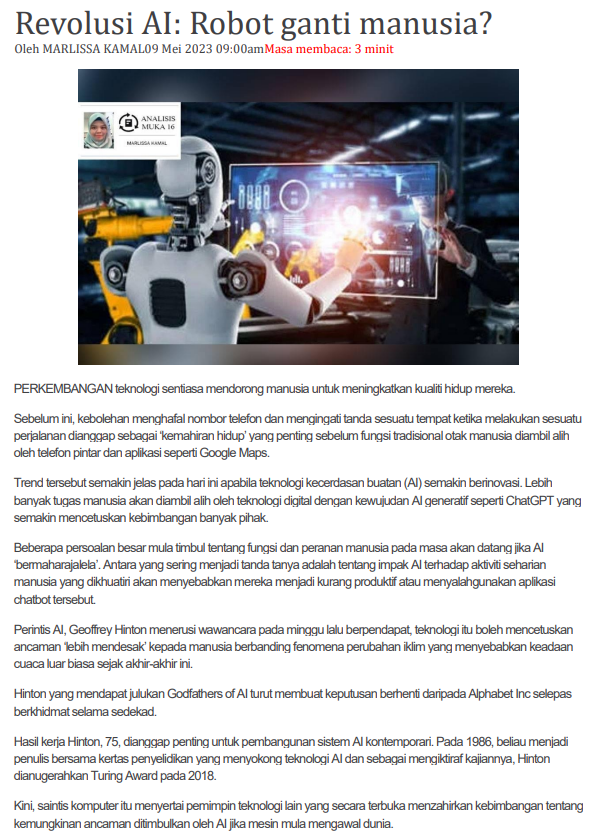 Revolusi AI: Robot ganti manusia?
Oleh MARLISSA KAMAL09 Mei 2023 09:00amMasa membaca: 3 minit
ANALISIS
MUKA 16
MARLISSA KAMAL
PERKEMBANGAN teknologi sentiasa mendorong manusia untuk meningkatkan kualiti hidup mereka.
Sebelum ini, kebolehan menghafal nombor telefon dan mengingati tanda sesuatu tempat ketika melakukan sesuatu
perjalanan dianggap sebagai ‘kemahiran hidup’ yang penting sebelum fungsi tradisional otak manusia diambil alih
oleh telefon pintar dan aplikasi seperti Google Maps.
Trend tersebut semakin jelas pada hari ini apabila teknologi kecerdasan buatan (AI) semakin berinovasi. Lebih
banyak tugas manusia akan diambil alih oleh teknologi digital dengan kewujudan AI generatif seperti ChatGPT yang
semakin mencetuskan kebimbangan banyak pihak.
Beberapa persoalan besar mula timbul tentang fungsi dan peranan manusia pada masa akan datang jika AI
‘bermaharajalela’. Antara yang sering menjadi tanda tanya adalah tentang impak AI terhadap aktiviti seharian
manusia yang dikhuatiri akan menyebabkan mereka menjadi kurang produktif atau menyalahgunakan aplikasi
chatbot tersebut.
Perintis AI, Geoffrey Hinton menerusi wawancara pada minggu lalu berpendapat, teknologi itu boleh mencetuskan
ancaman ‘lebih mendesak’ kepada manusia berbanding fenomena perubahan iklim yang menyebabkan keadaan
cuaca luar biasa sejak akhir-akhir ini.
Hinton yang mendapat julukan Godfathers of AI turut membuat keputusan berhenti daripada Alphabet Inc selepas
berkhidmat selama sedekad.
Hasil kerja Hinton, 75, dianggap penting untuk pembangunan sistem AI kontemporari. Pada 1986, beliau menjadi
penulis bersama kertas penyelidikan yang menyokong teknologi AI dan sebagai mengiktiraf kajiannya, Hinton
dianugerahkan Turing Award pada 2018.
Kini, saintis komputer itu menyertai pemimpin teknologi lain yang secara terbuka menzahirkan kebimbangan tentang
kemungkinan ancaman ditimbulkan oleh AI jika mesin mula mengawal dunia.